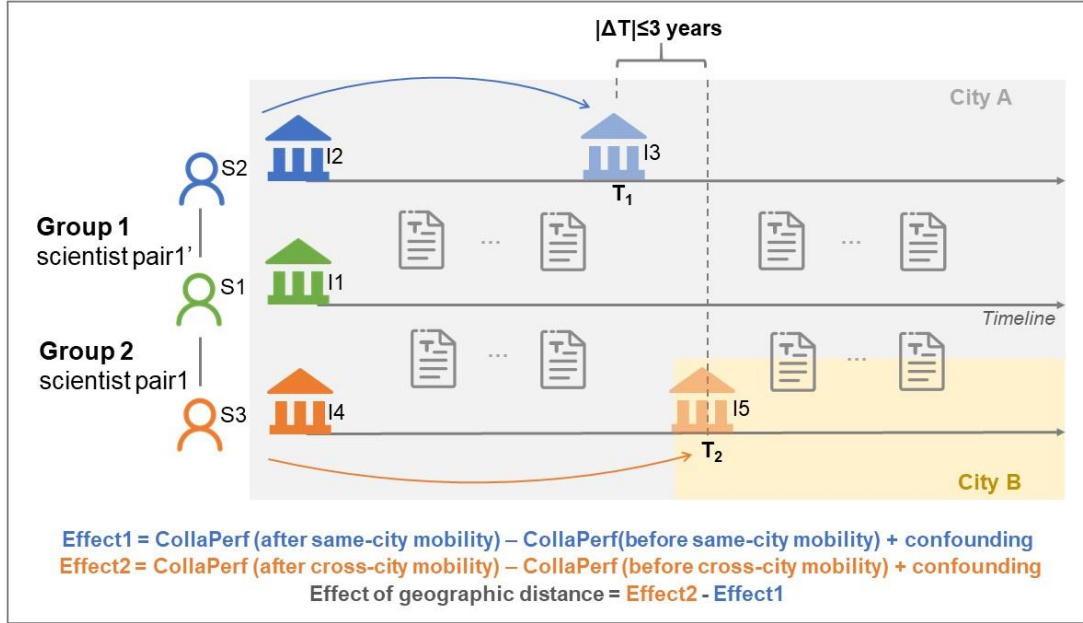 |ΔT|≤3 years
City A
S2
I2
I3
T₁
Group 1
scientist pair1’
...
...
S1
I1
Timeline
Group 2
scientist pair1
...
...
S3
I4
I5
T₂
City B
Effect1 = CollaPerf (after same-city mobility) – CollaPerf(before same-city mobility) + confounding
Effect2 = CollaPerf (after cross-city mobility) – CollaPerf (before cross-city mobility) + confounding
Effect of geographic distance = Effect2 - Effect1